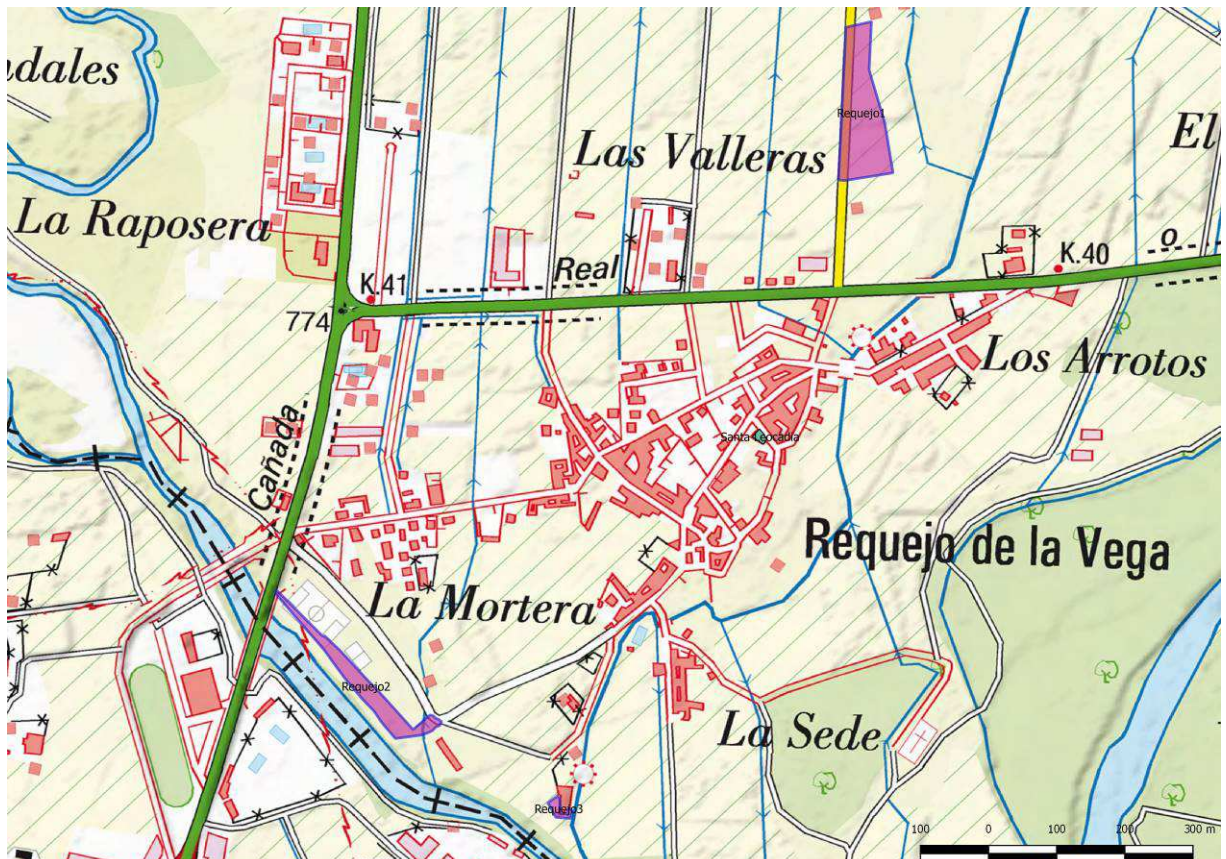 ndales
Requejo1
Las Valleras
El
La Raposera
Real
O
K.41
K.40
774
Los Arrotos
Cañada
Santa Leocadia
Requejo de la Vega
La Mortera
Requejo2
La Sede
Requejo3
100 0 100 200 300 m